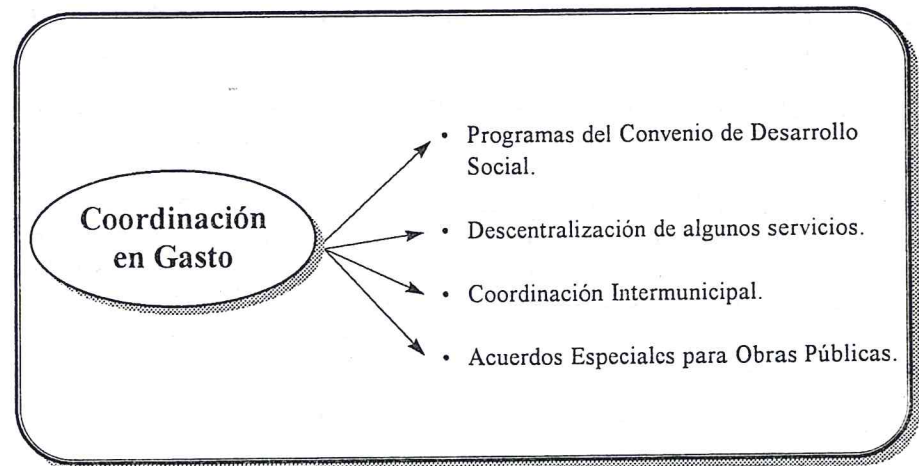 Coordinación
en Gasto
• Programas del Convenio de Desarrollo
Social.
• Descentralización de algunos servicios.
• Coordinación Intermunicipal.
• Acuerdos Especiales para Obras Públicas.